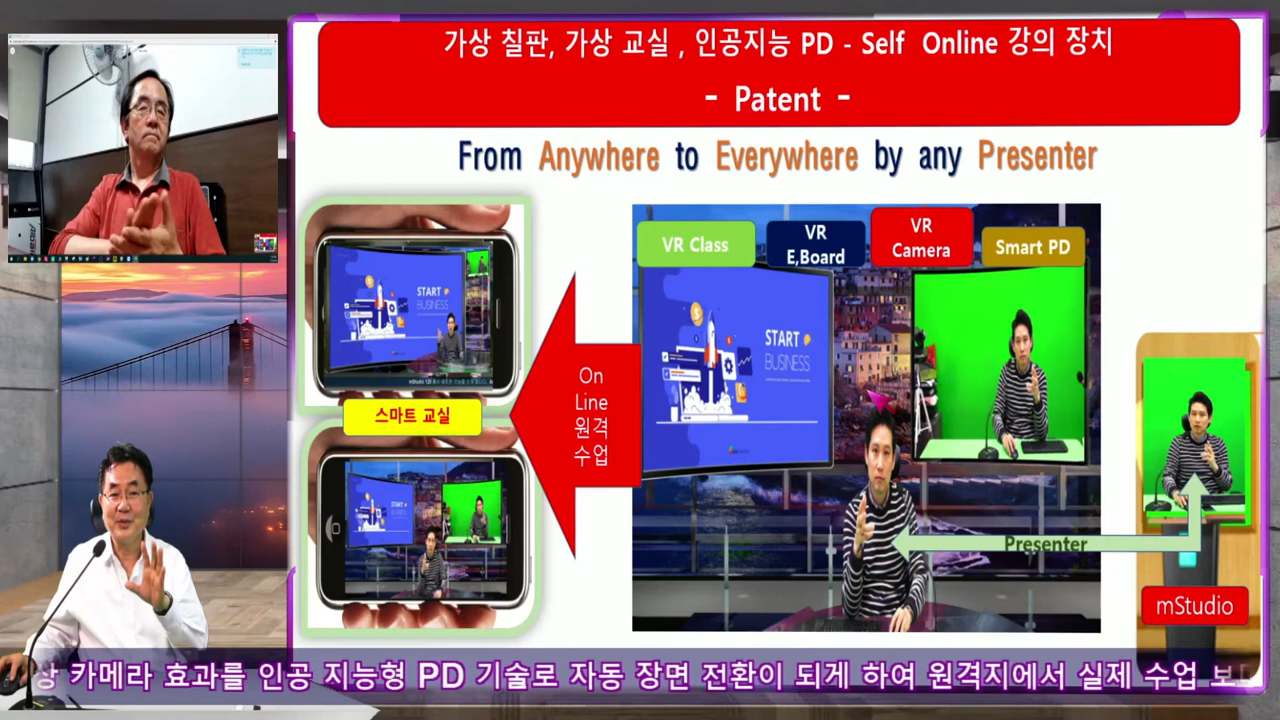 가상 칠판, 가상 교실 , 인공지능 PD - Self Online 강의 장치
- Patent -
From Anywhere to Everywhere by any Presenter
VR Class
VR
E,Board
VR
Camera
Smart PD
START
BUSINESS
START
BUSINESS
On
Line
원격
수업
스마트 교실
START
Presenter
mStudio
카메라 효과를 인공 지능형 PD 기술로 자동 장면 전환이 되게 하여 원격지에서 실제 수업